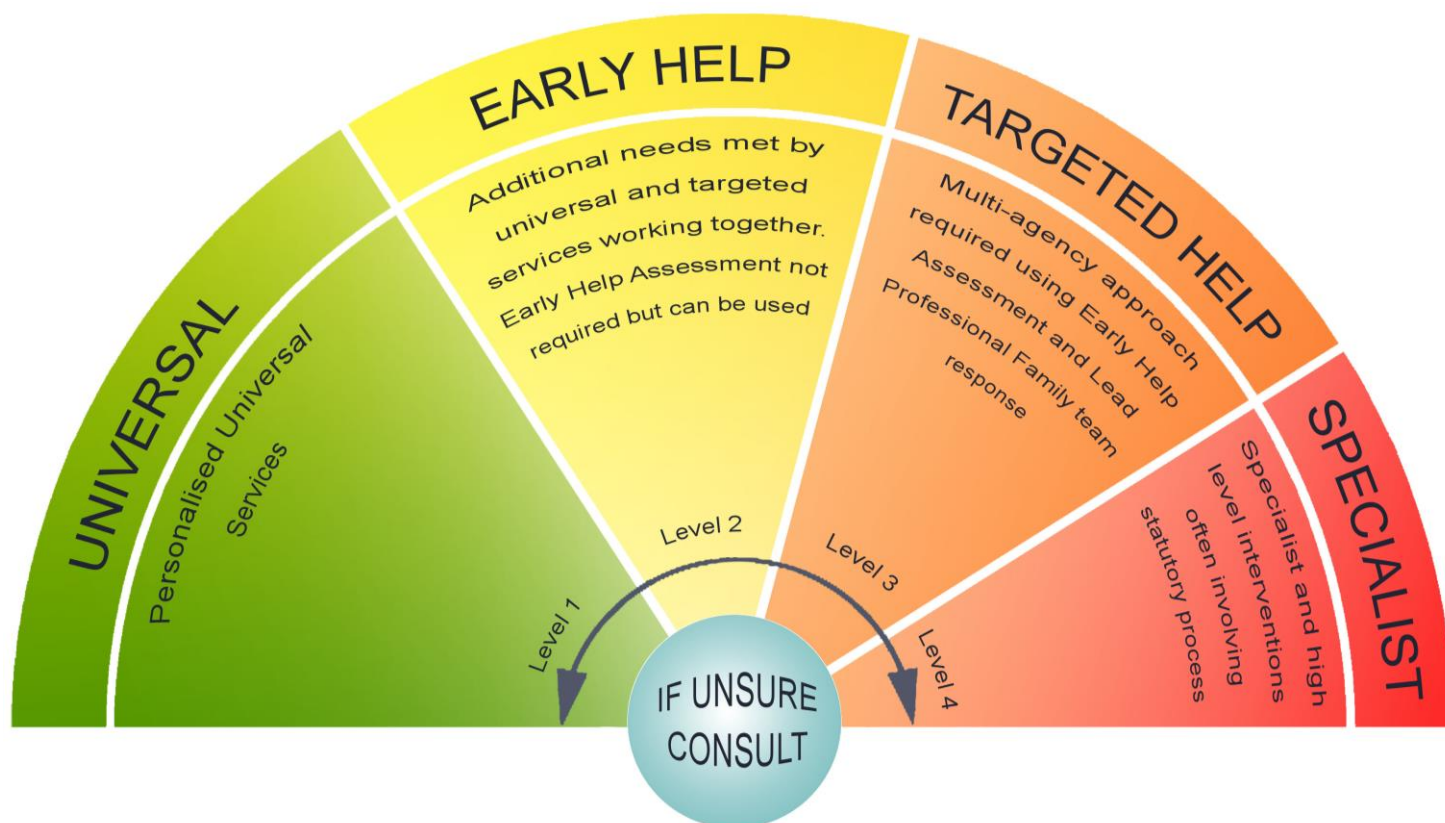 UNIVERSAL
Personalised Universal
Services
Level 1
EARLY HELP
Additional needs met by
universal and targeted
services working together.
Early Help Assessment not
required but can be used
Level 2
TARGETED HELP
Multi-agency approach
required using Early Help
Assessment and Lead
Professional Family team
response
Level 3
SPECIALIST
Specialist and high
level interventions
often involving
statutory process
Level 4
IF UNSURE
CONSULT